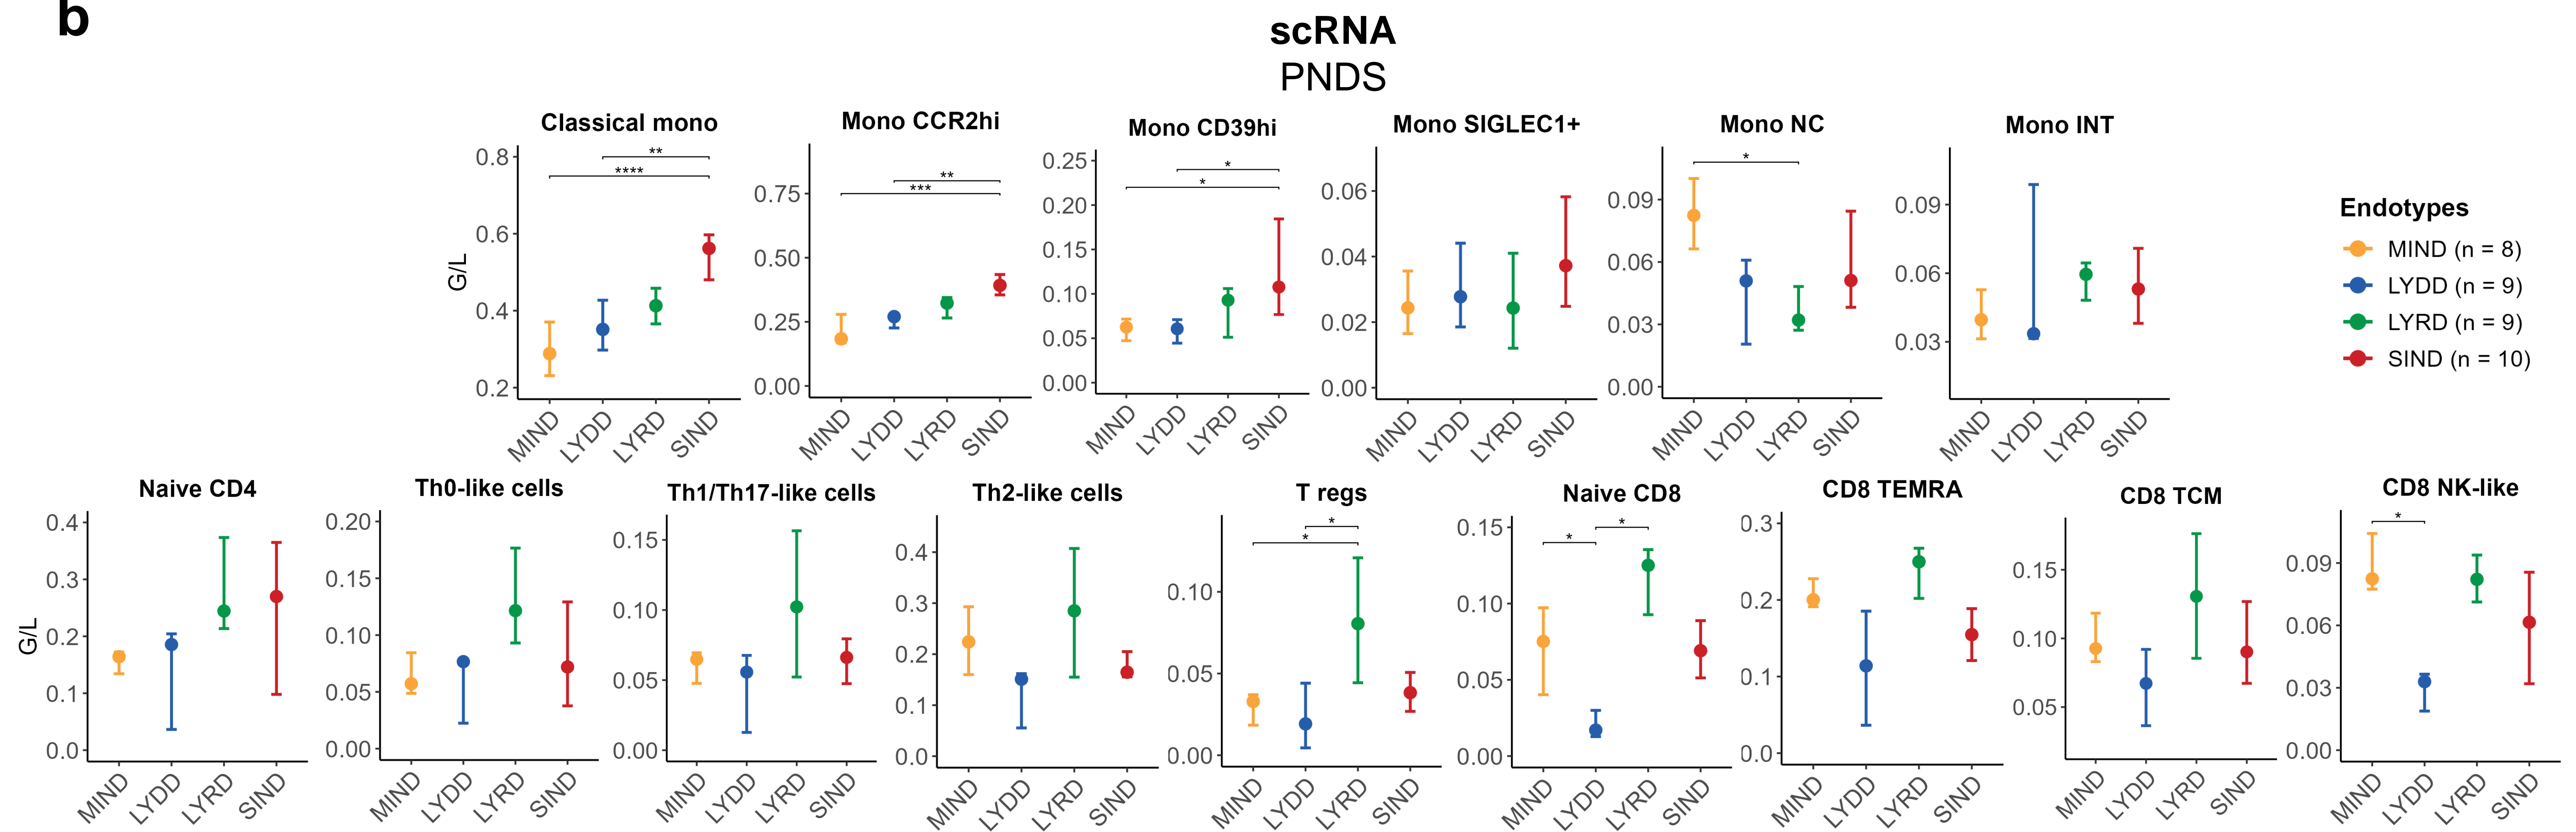 b
scRNA
PNDS
Classical mono
G/L
0.8
0.6
0.4
0.2
**
****
MIND
LYDD
LYRD
SIND
Mono CCR2hi
0.75
0.50
0.25
0.00
**
***
MIND
LYDD
LYRD
SIND
Mono CD39hi
0.25
0.20
0.15
0.10
0.05
0.00
*
*
MIND
LYDD
LYRD
SIND
Mono SIGLEC1+
0.06
0.04
0.02
0.00
MIND
LYDD
LYRD
SIND
Mono NC
0.09
0.06
0.03
0.00
*
MIND
LYDD
LYRD
SIND
Mono INT
0.09
0.06
0.03
MIND
LYDD
LYRD
SIND
Endotypes
MIND (n = 8)
LYDD (n = 9)
LYRD (n = 9)
SIND (n = 10)
Naive CD4
G/L
0.4
0.3
0.2
0.1
0.0
MIND
LYDD
LYRD
SIND
Th0-like cells
0.20
0.15
0.10
0.05
0.00
MIND
LYDD
LYRD
SIND
Th1/Th17-like cells
0.15
0.10
0.05
0.00
MIND
LYDD
LYRD
SIND
Th2-like cells
0.4
0.3
0.2
0.1
0.0
MIND
LYDD
LYRD
SIND
T regs
0.10
0.05
0.00
*
*
MIND
LYDD
LYRD
SIND
Naive CD8
0.15
0.10
0.05
0.00
*
*
MIND
LYDD
LYRD
SIND
CD8 TEMRA
0.3
0.2
0.1
0.0
MIND
LYDD
LYRD
SIND
CD8 TCM
0.15
0.10
0.05
MIND
LYDD
LYRD
SIND
CD8 NK-like
0.09
0.06
0.03
0.00
*
MIND
LYDD
LYRD
SIND